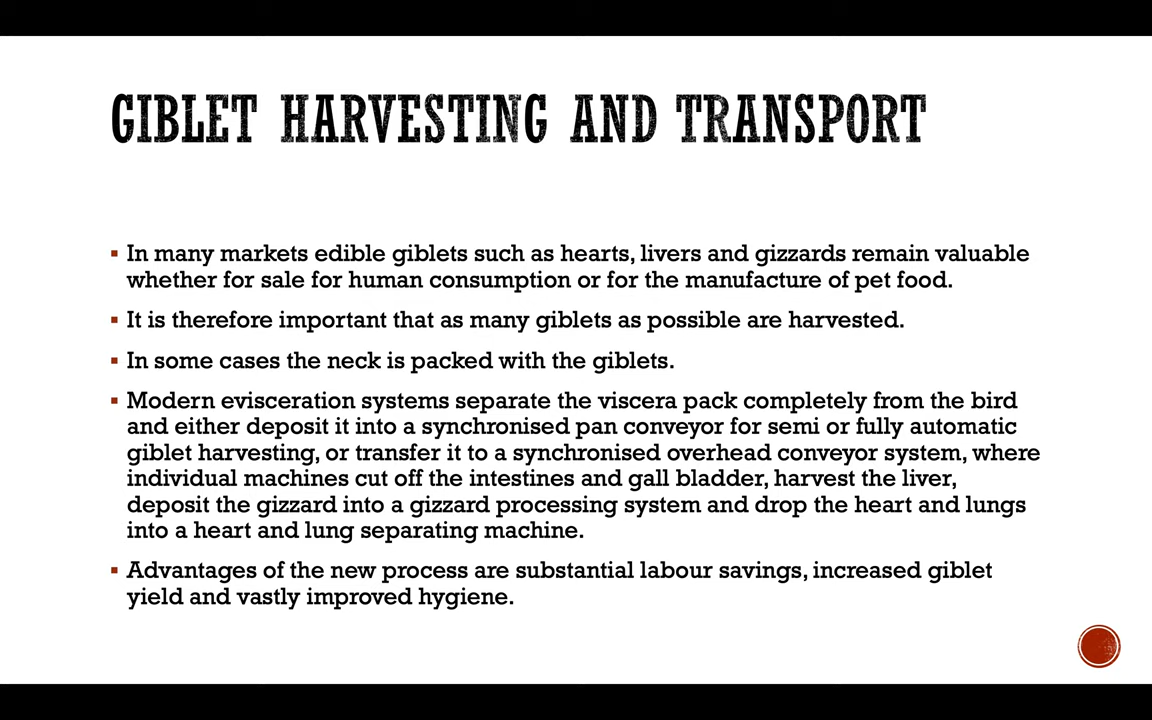 GIBLET HARVESTING AND TRANSPORT
▪ In many markets edible giblets such as hearts, livers and gizzards remain valuable
whether for sale for human consumption or for the manufacture of pet food.
▪ It is therefore important that as many giblets as possible are harvested.
▪ In some cases the neck is packed with the giblets.
▪ Modern evisceration systems separate the viscera pack completely from the bird
and either deposit it into a synchronised pan conveyor for semi or fully automatic
giblet harvesting, or transfer it to a synchronised overhead conveyor system, where
individual machines cut off the intestines and gall bladder, harvest the liver,
deposit the gizzard into a gizzard processing system and drop the heart and lungs
into a heart and lung separating machine.
▪ Advantages of the new process are substantial labour savings, increased giblet
yield and vastly improved hygiene.